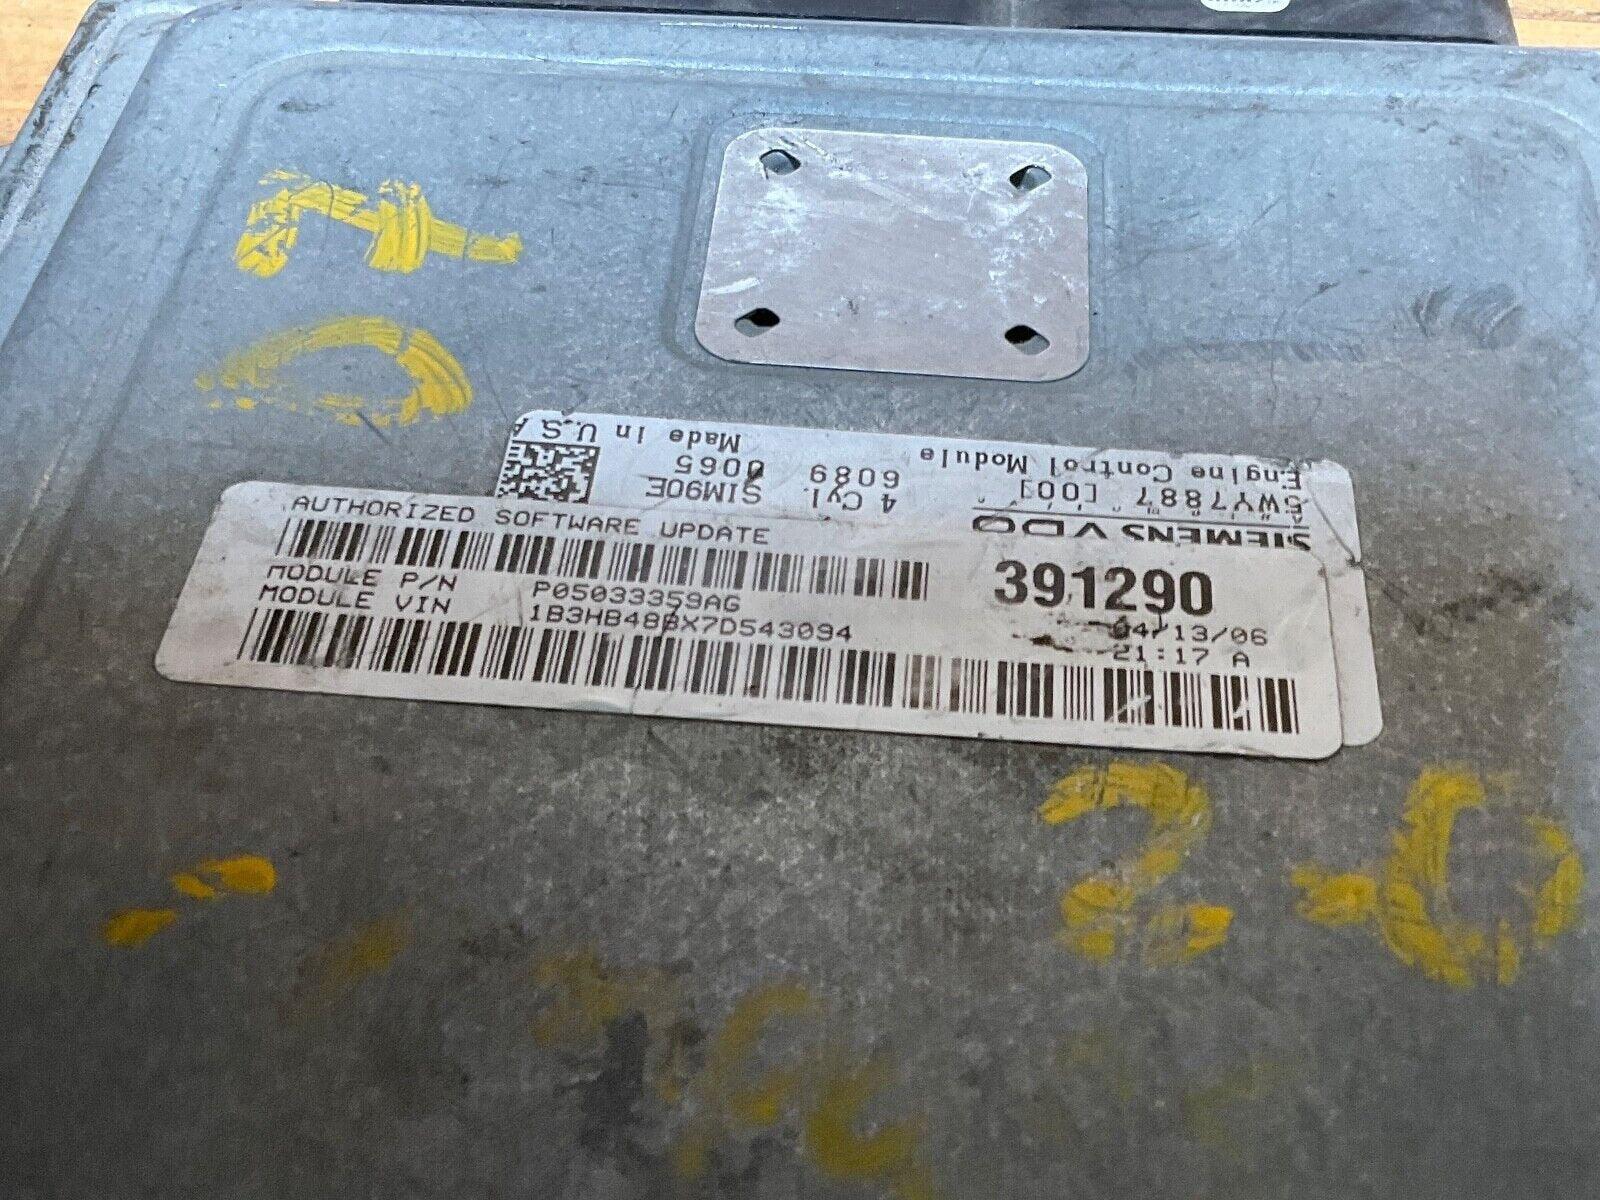 AUTHORIZED SOFTWARE UPDATE
MODULE P/N P05033359AG
MODULE VIN 1B3HB48BX7D543094
391290
04/13/06
21:17 A
SIEMENS VDO
5WY7887 [00]
Engine Control Module
4 Cyl. SIM90E
6089 0065
Made in U.S.A
2-0